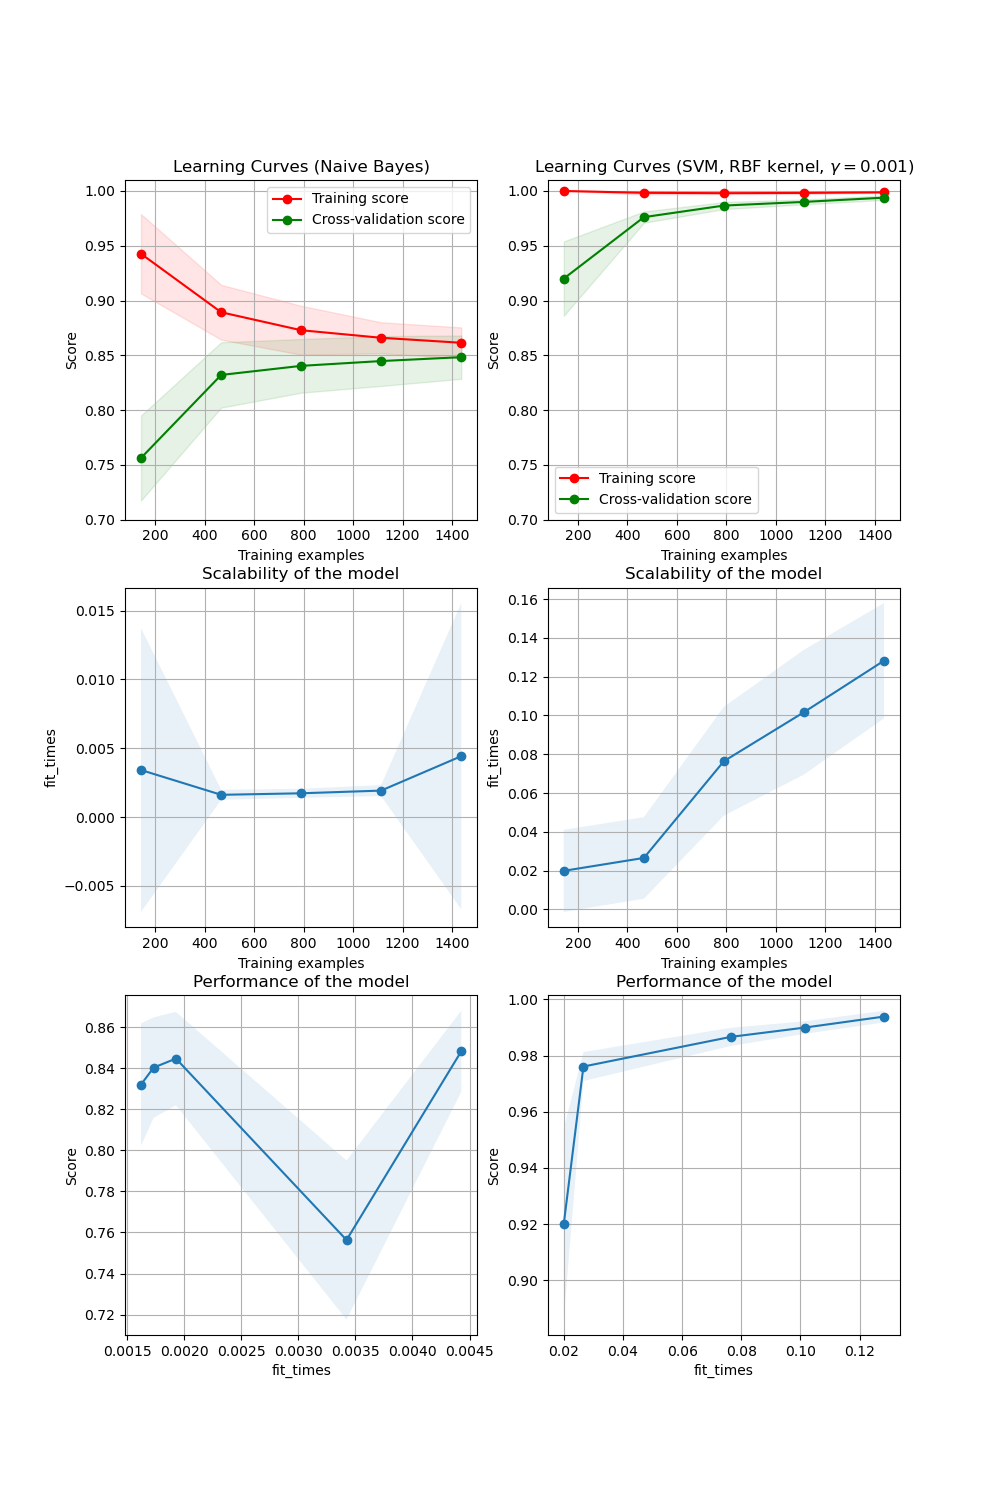 Learning Curves (Naive Bayes)
1.00
0.95
0.90
0.85
0.80
0.75
0.70
Score
Training score
Cross-validation score
200 400 600 800 1000 1200 1400
Training examples
Learning Curves (SVM, RBF kernel, γ = 0.001)
1.00
0.95
0.90
0.85
0.80
0.75
0.70
Score
Training score
Cross-validation score
200 400 600 800 1000 1200 1400
Training examples
Scalability of the model
0.015
0.010
0.005
0.000
−0.005
fit_times
200 400 600 800 1000 1200 1400
Training examples
Scalability of the model
0.16
0.14
0.12
0.10
0.08
0.06
0.04
0.02
0.00
fit_times
200 400 600 800 1000 1200 1400
Training examples
Performance of the model
0.86
0.84
0.82
0.80
0.78
0.76
0.74
0.72
Score
0.0015 0.0020 0.0025 0.0030 0.0035 0.0040 0.0045
fit_times
Performance of the model
1.00
0.98
0.96
0.94
0.92
0.90
Score
0.02 0.04 0.06 0.08 0.10 0.12
fit_times